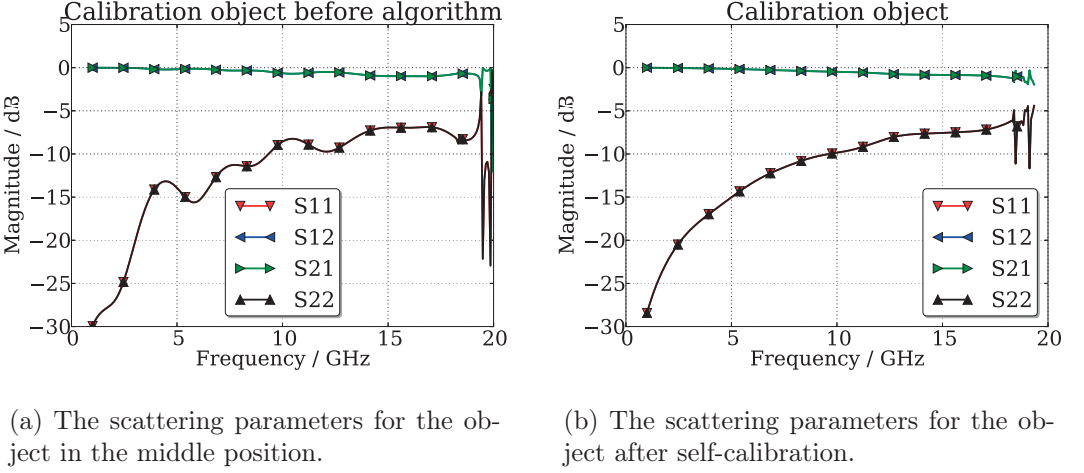 Calibration object before algorithm
5
0
−5
−10
−15
−20
−25
−30
Magnitude / dB
0
5
10
15
20
Frequency / GHz
S11
S12
S21
S22
Calibration object
5
0
−5
−10
−15
−20
−25
−30
Magnitude / dB
0
5
10
15
20
Frequency / GHz
S11
S12
S21
S22
(a) The scattering parameters for the ob-
ject in the middle position.
(b) The scattering parameters for the ob-
ject after self-calibration.